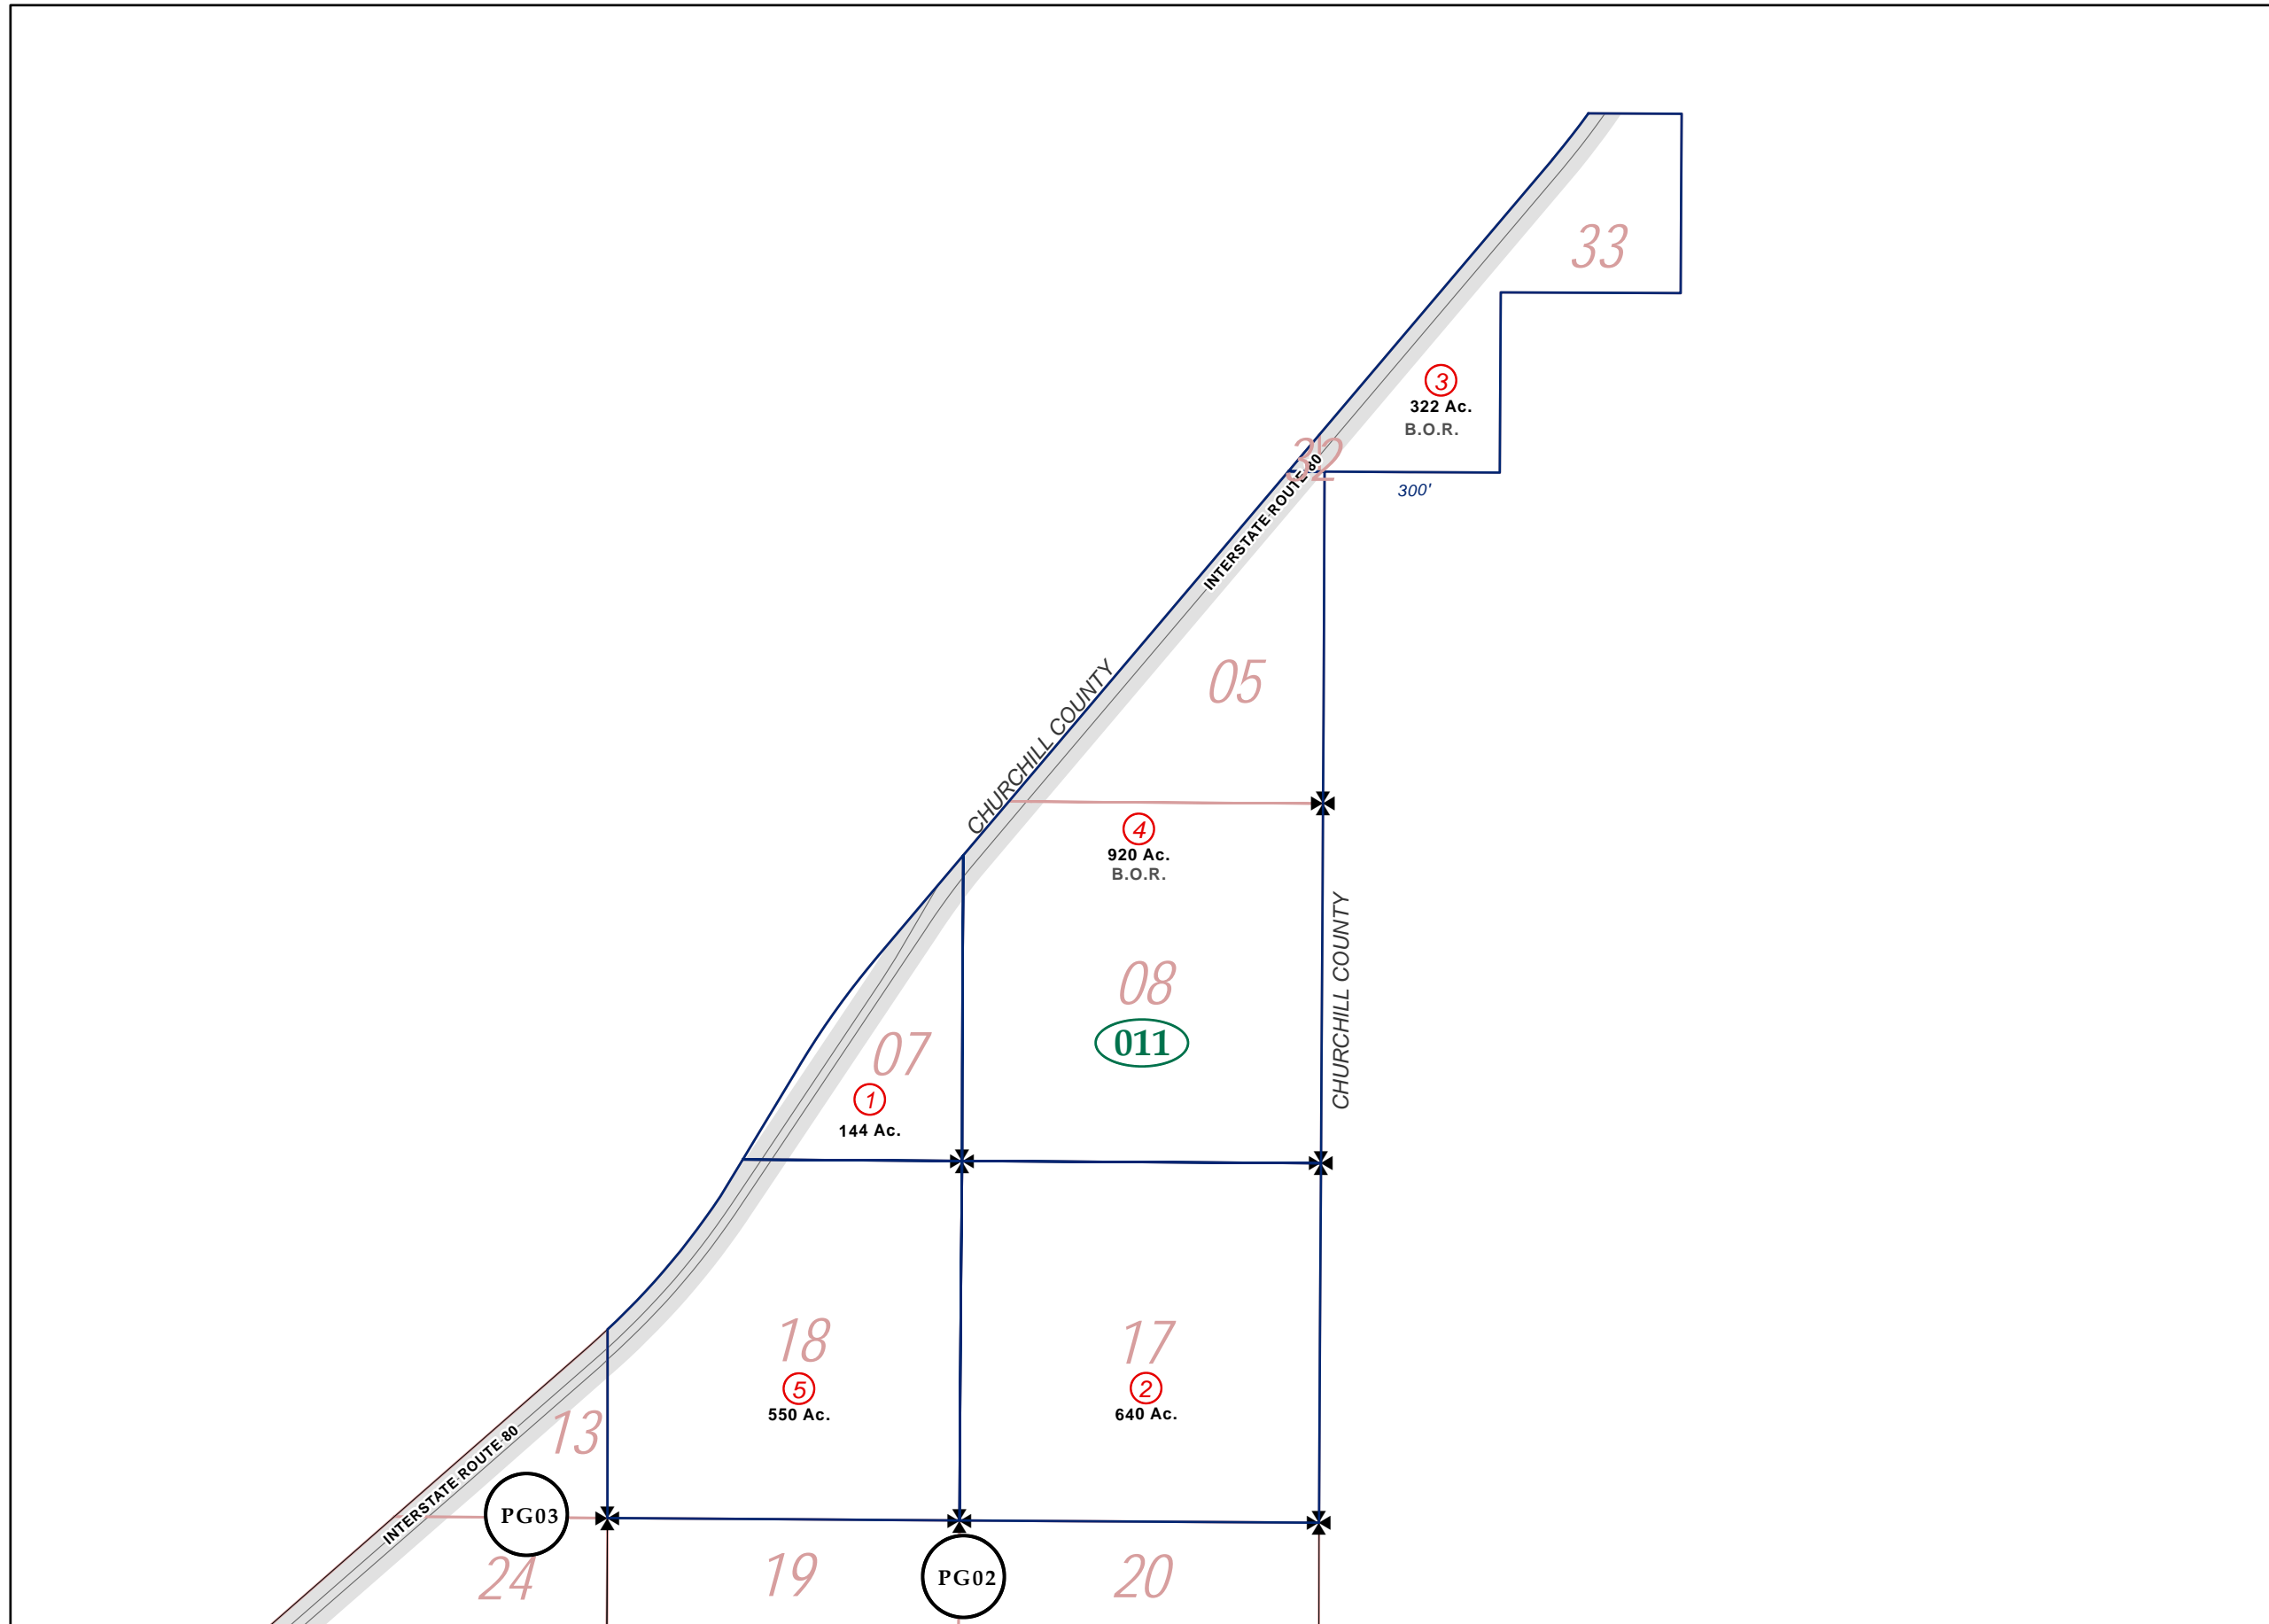 33
3
322 Ac.
B.O.R.
32
INTERSTATE ROUTE 80
300'
05
CHURCHILL COUNTY
4
920 Ac.
B.O.R.
CHURCHILL COUNTY
08
011
07
1
144 Ac.
18
5
550 Ac.
17
2
640 Ac.
13
INTERSTATE ROUTE 80
PG03
24
19
PG02
20